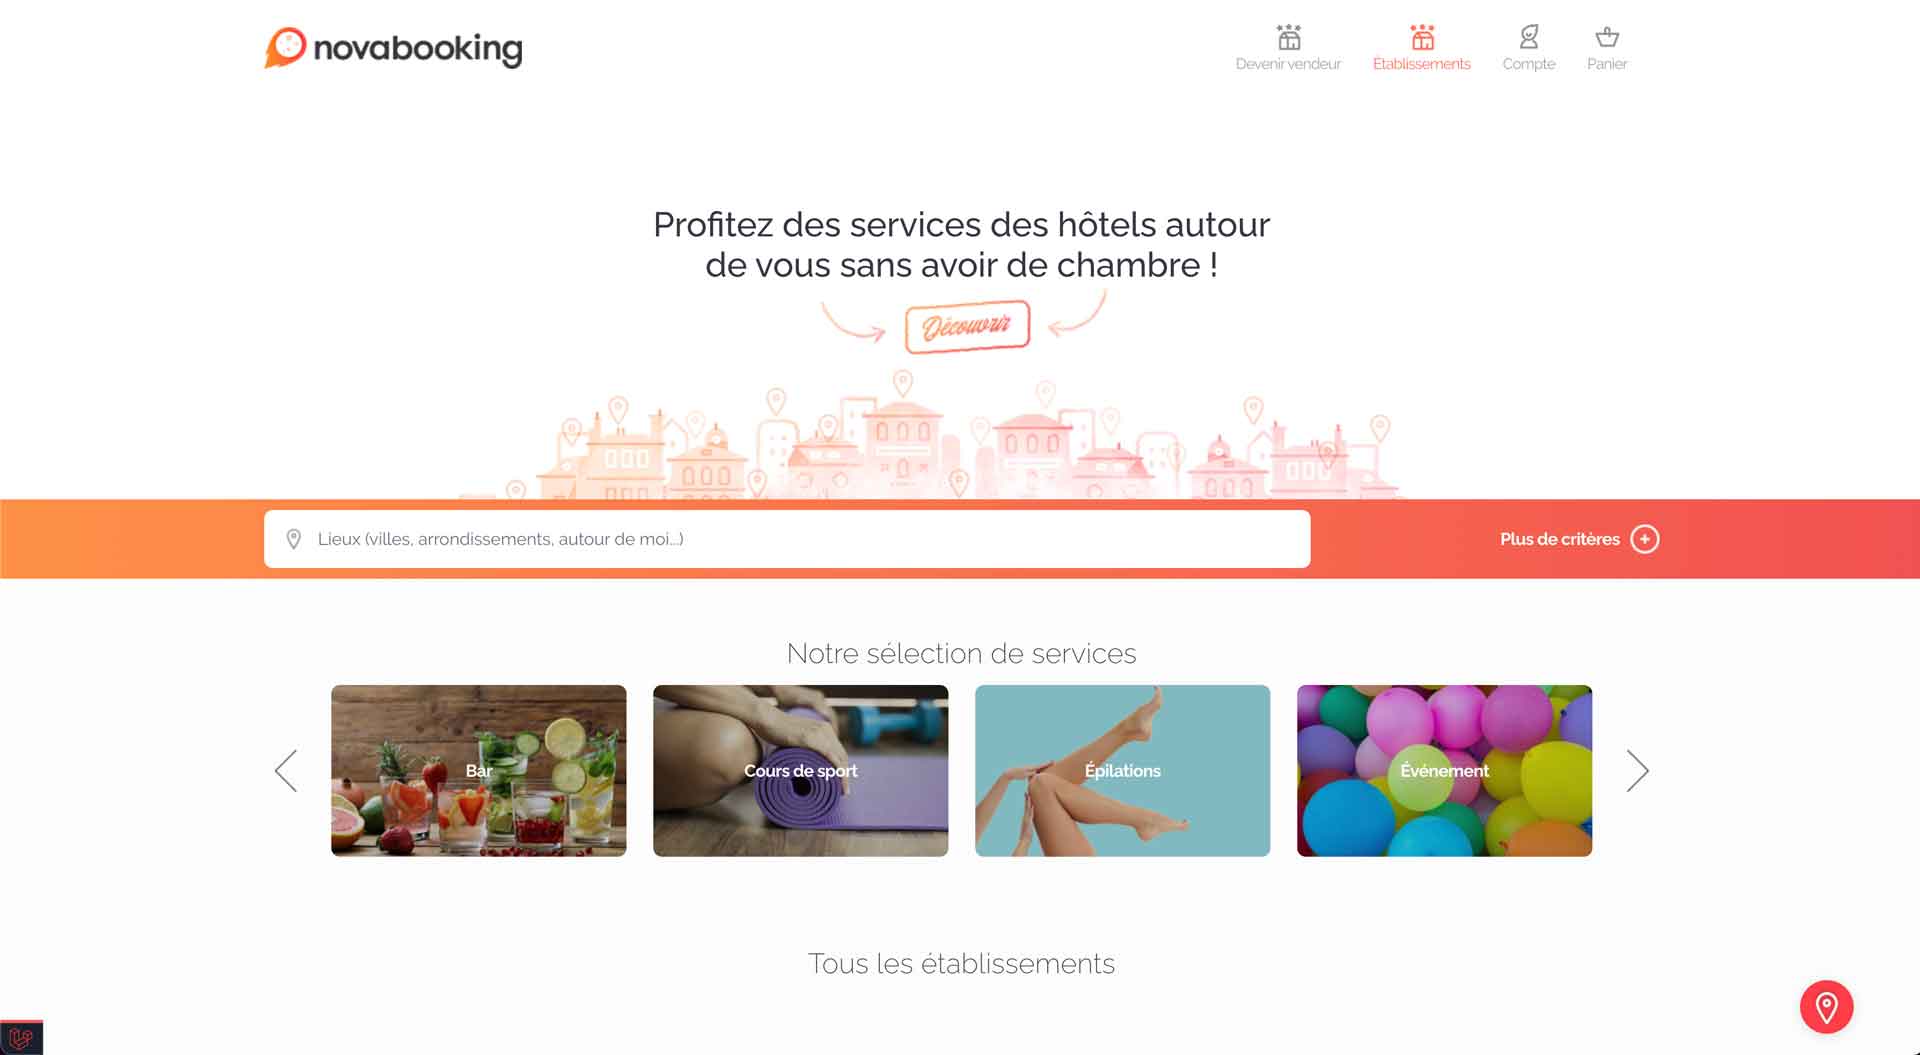 novabooking
Devenir vendeur
Établissements
Compte
Panier
Profitez des services des hôtels autour
de vous sans avoir de chambre !
Découvrir
Lieux (villes, arrondissements, autour de moi...)
Plus de critères
Notre sélection de services
Bar
Cours de sport
Épilations
Événement
Tous les établissements